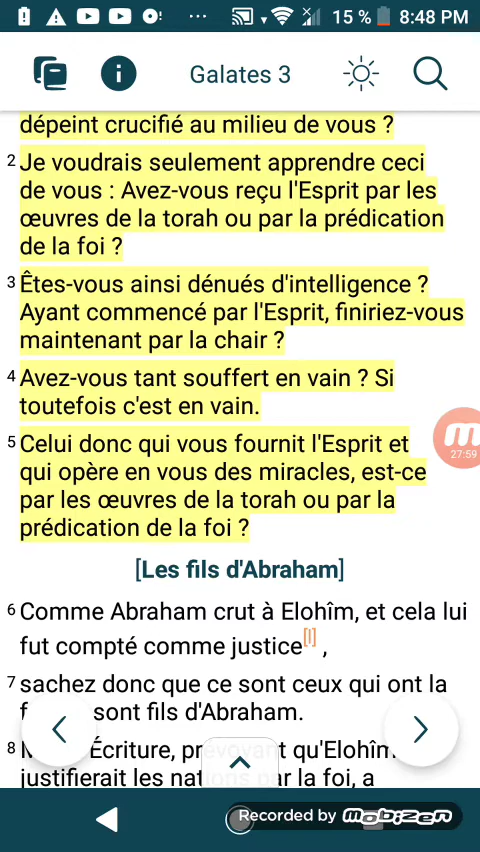 15 % 8:48 PM
Galates 3
dépeint crucifié au milieu de vous ?
2 Je voudrais seulement apprendre ceci
de vous : Avez-vous reçu l'Esprit par les
œuvres de la torah ou par la prédication
de la foi ?
3 Êtes-vous ainsi dénués d'intelligence ?
Ayant commencé par l'Esprit, finiriez-vous
maintenant par la chair ?
4 Avez-vous tant souffert en vain ? Si
toutefois c'est en vain.
5 Celui donc qui vous fournit l'Esprit et
qui opère en vous des miracles, est-ce
par les œuvres de la torah ou par la
prédication de la foi ?
27:59
[Les fils d'Abraham]
6 Comme Abraham crut à Elohîm, et cela lui
fut compté comme justice[l] ,
7 sachez donc que ce sont ceux qui ont la
sont fils d'Abraham.
8 Écriture, prévoyant qu'Elohîm
justifierait les nations par la foi, a
Recorded by Mobizen